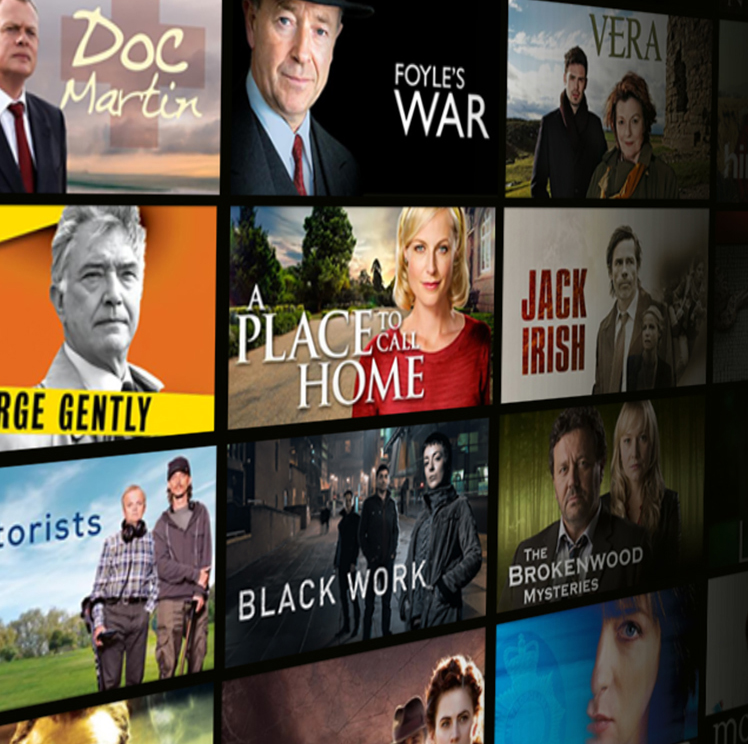 Doc
Martin
FOYLE'S
WAR
VERA
RGE GENTLY
A
PLACE TO
CALL
HOME
JACK
IRISH
torists
BLACK WORK
THE
BROKENWOOD
MYSTERIES